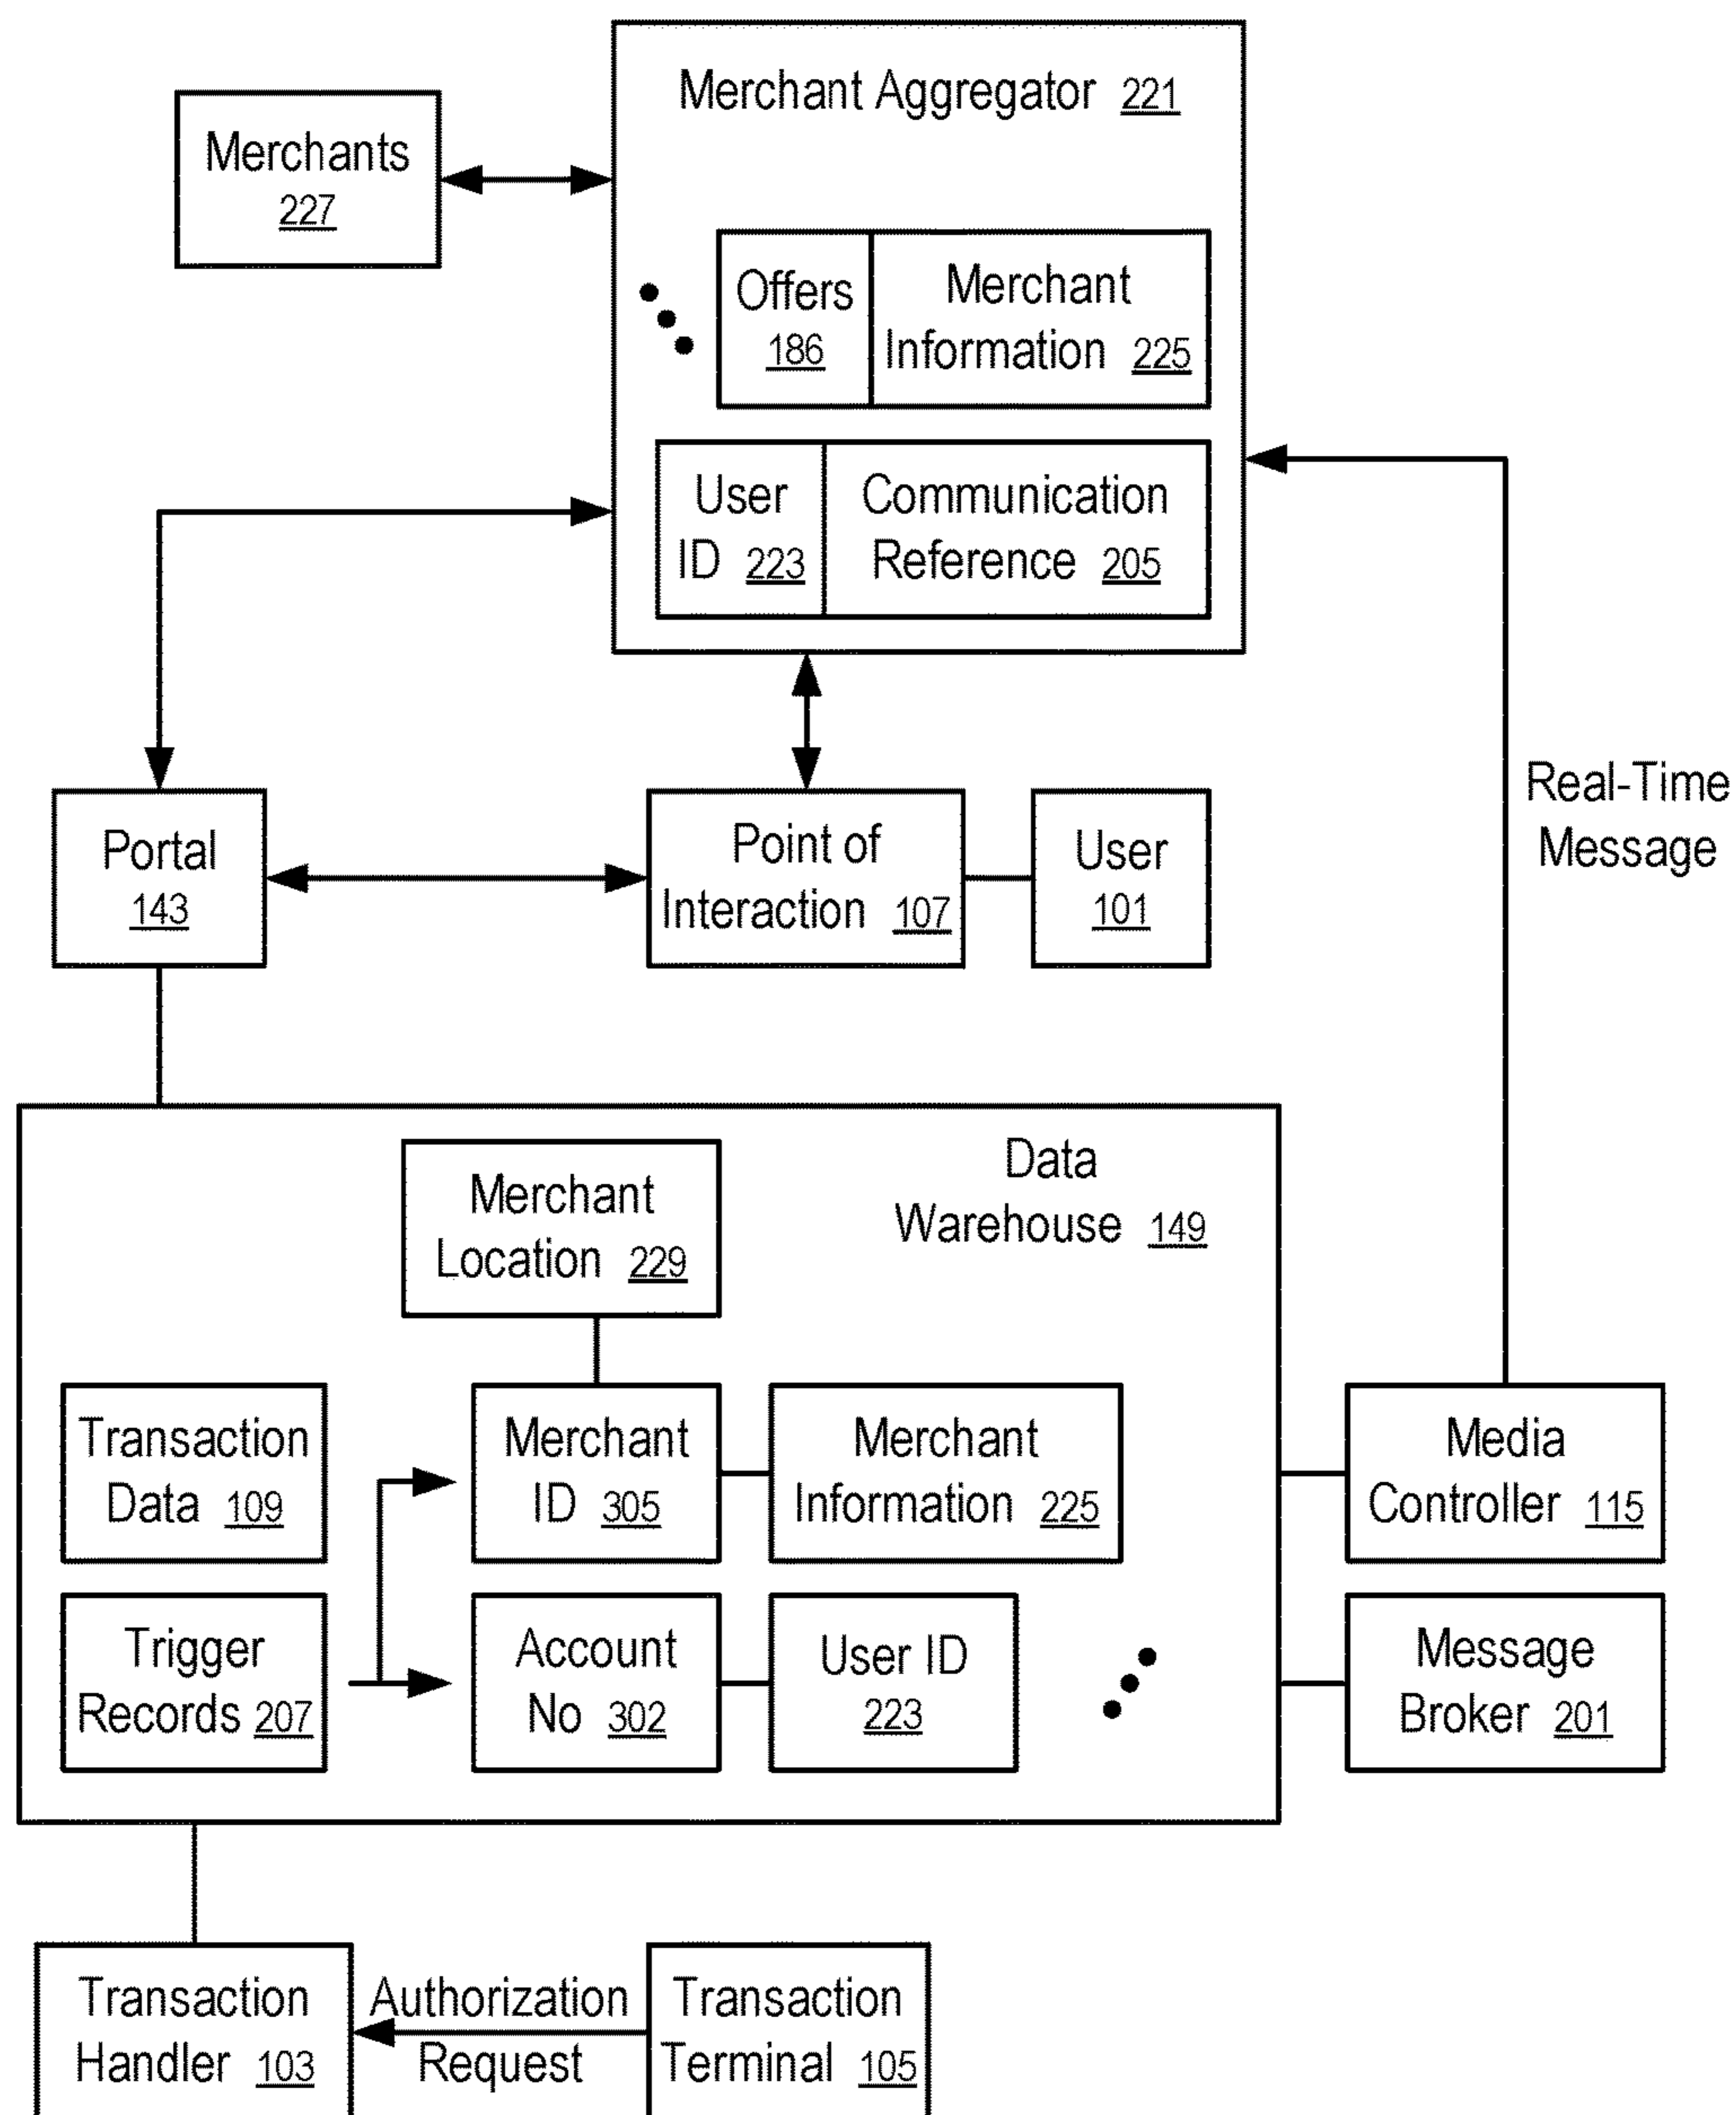 Merchant Aggregator 221
Merchants
227
Offers
186
Merchant
Information 225
User
ID 223
Communication
Reference 205
Real-Time
Message
Portal
143
Point of
Interaction 107
User
101
Data
Warehouse 149
Merchant
Location 229
Transaction
Data 109
Merchant
ID 305
Merchant
Information 225
Media
Controller 115
Trigger
Records 207
Account
No 302
User ID
223
Message
Broker 201
Transaction
Handler 103
Authorization
Request
Transaction
Terminal 105